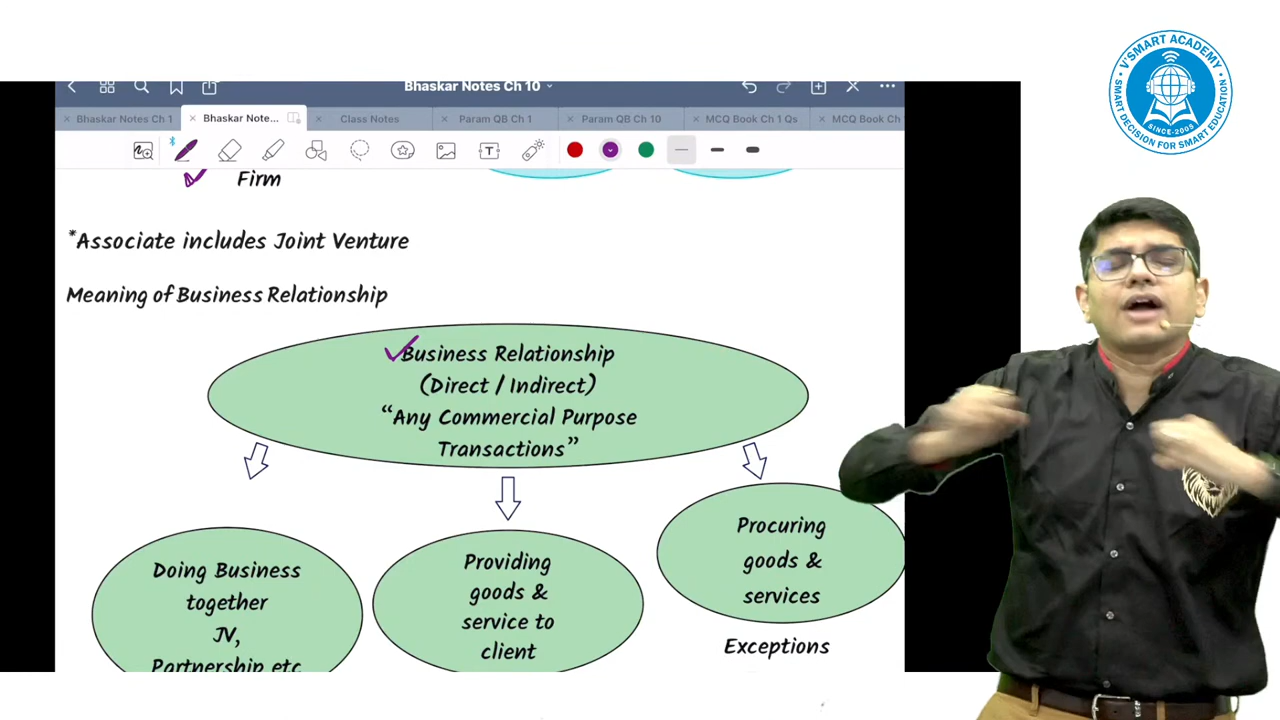 V'SMART ACADEMY
SMART DECISION FOR SMART EDUCATION
SINCE-2005
Bhaskar Notes Ch 10
Bhaskar Notes Ch 1
Bhaskar Note...
Class Notes
Param QB Ch 1
Param QB Ch 10
MCQ Book Ch 1 Qs
MCQ Book Ch
Firm
*Associate includes Joint Venture
Meaning of Business Relationship
Business Relationship
(Direct / Indirect)
“Any Commercial Purpose
Transactions”
Doing Business
together
JV,
Partnership etc
Providing
goods &
service to
client
Procuring
goods &
services
Exceptions